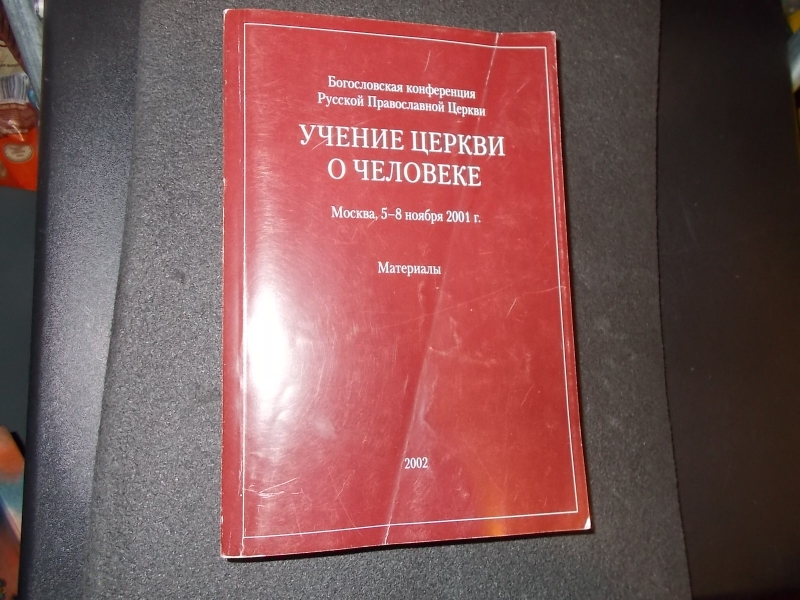 Богословская конференция
Русской Православной Церкви
УЧЕНИЕ ЦЕРКВИ
О ЧЕЛОВЕКЕ
Москва, 5–8 ноября 2001 г.
Материалы
2002